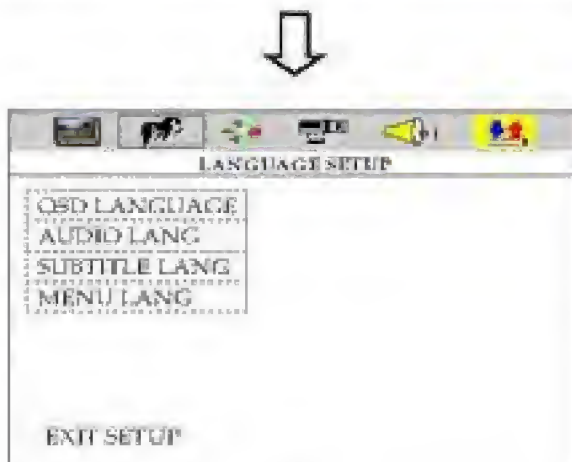 LANGUAGE SETUP
OSD LANGUAGE
AUDIO LANG
SUBTITLE LANG
MENU LANG
EXIT SETUP